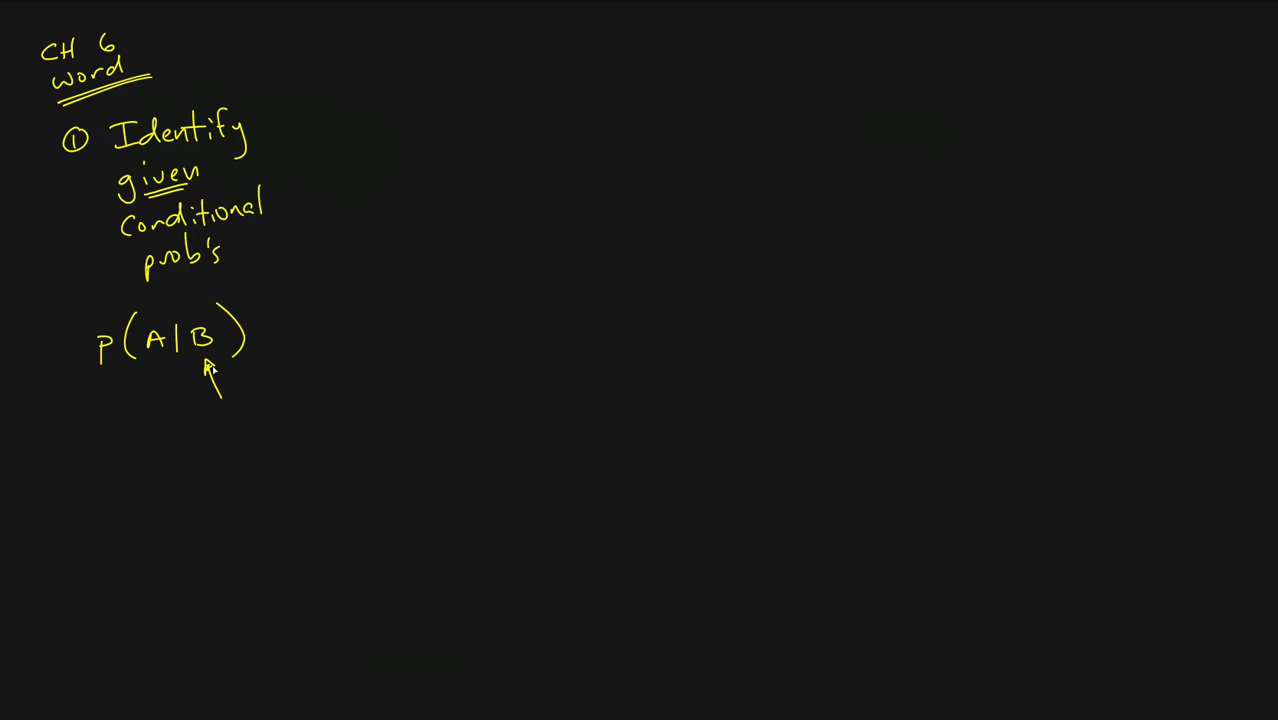 CH 6
word
① Identify
given
conditional
prob's
P(A|B)